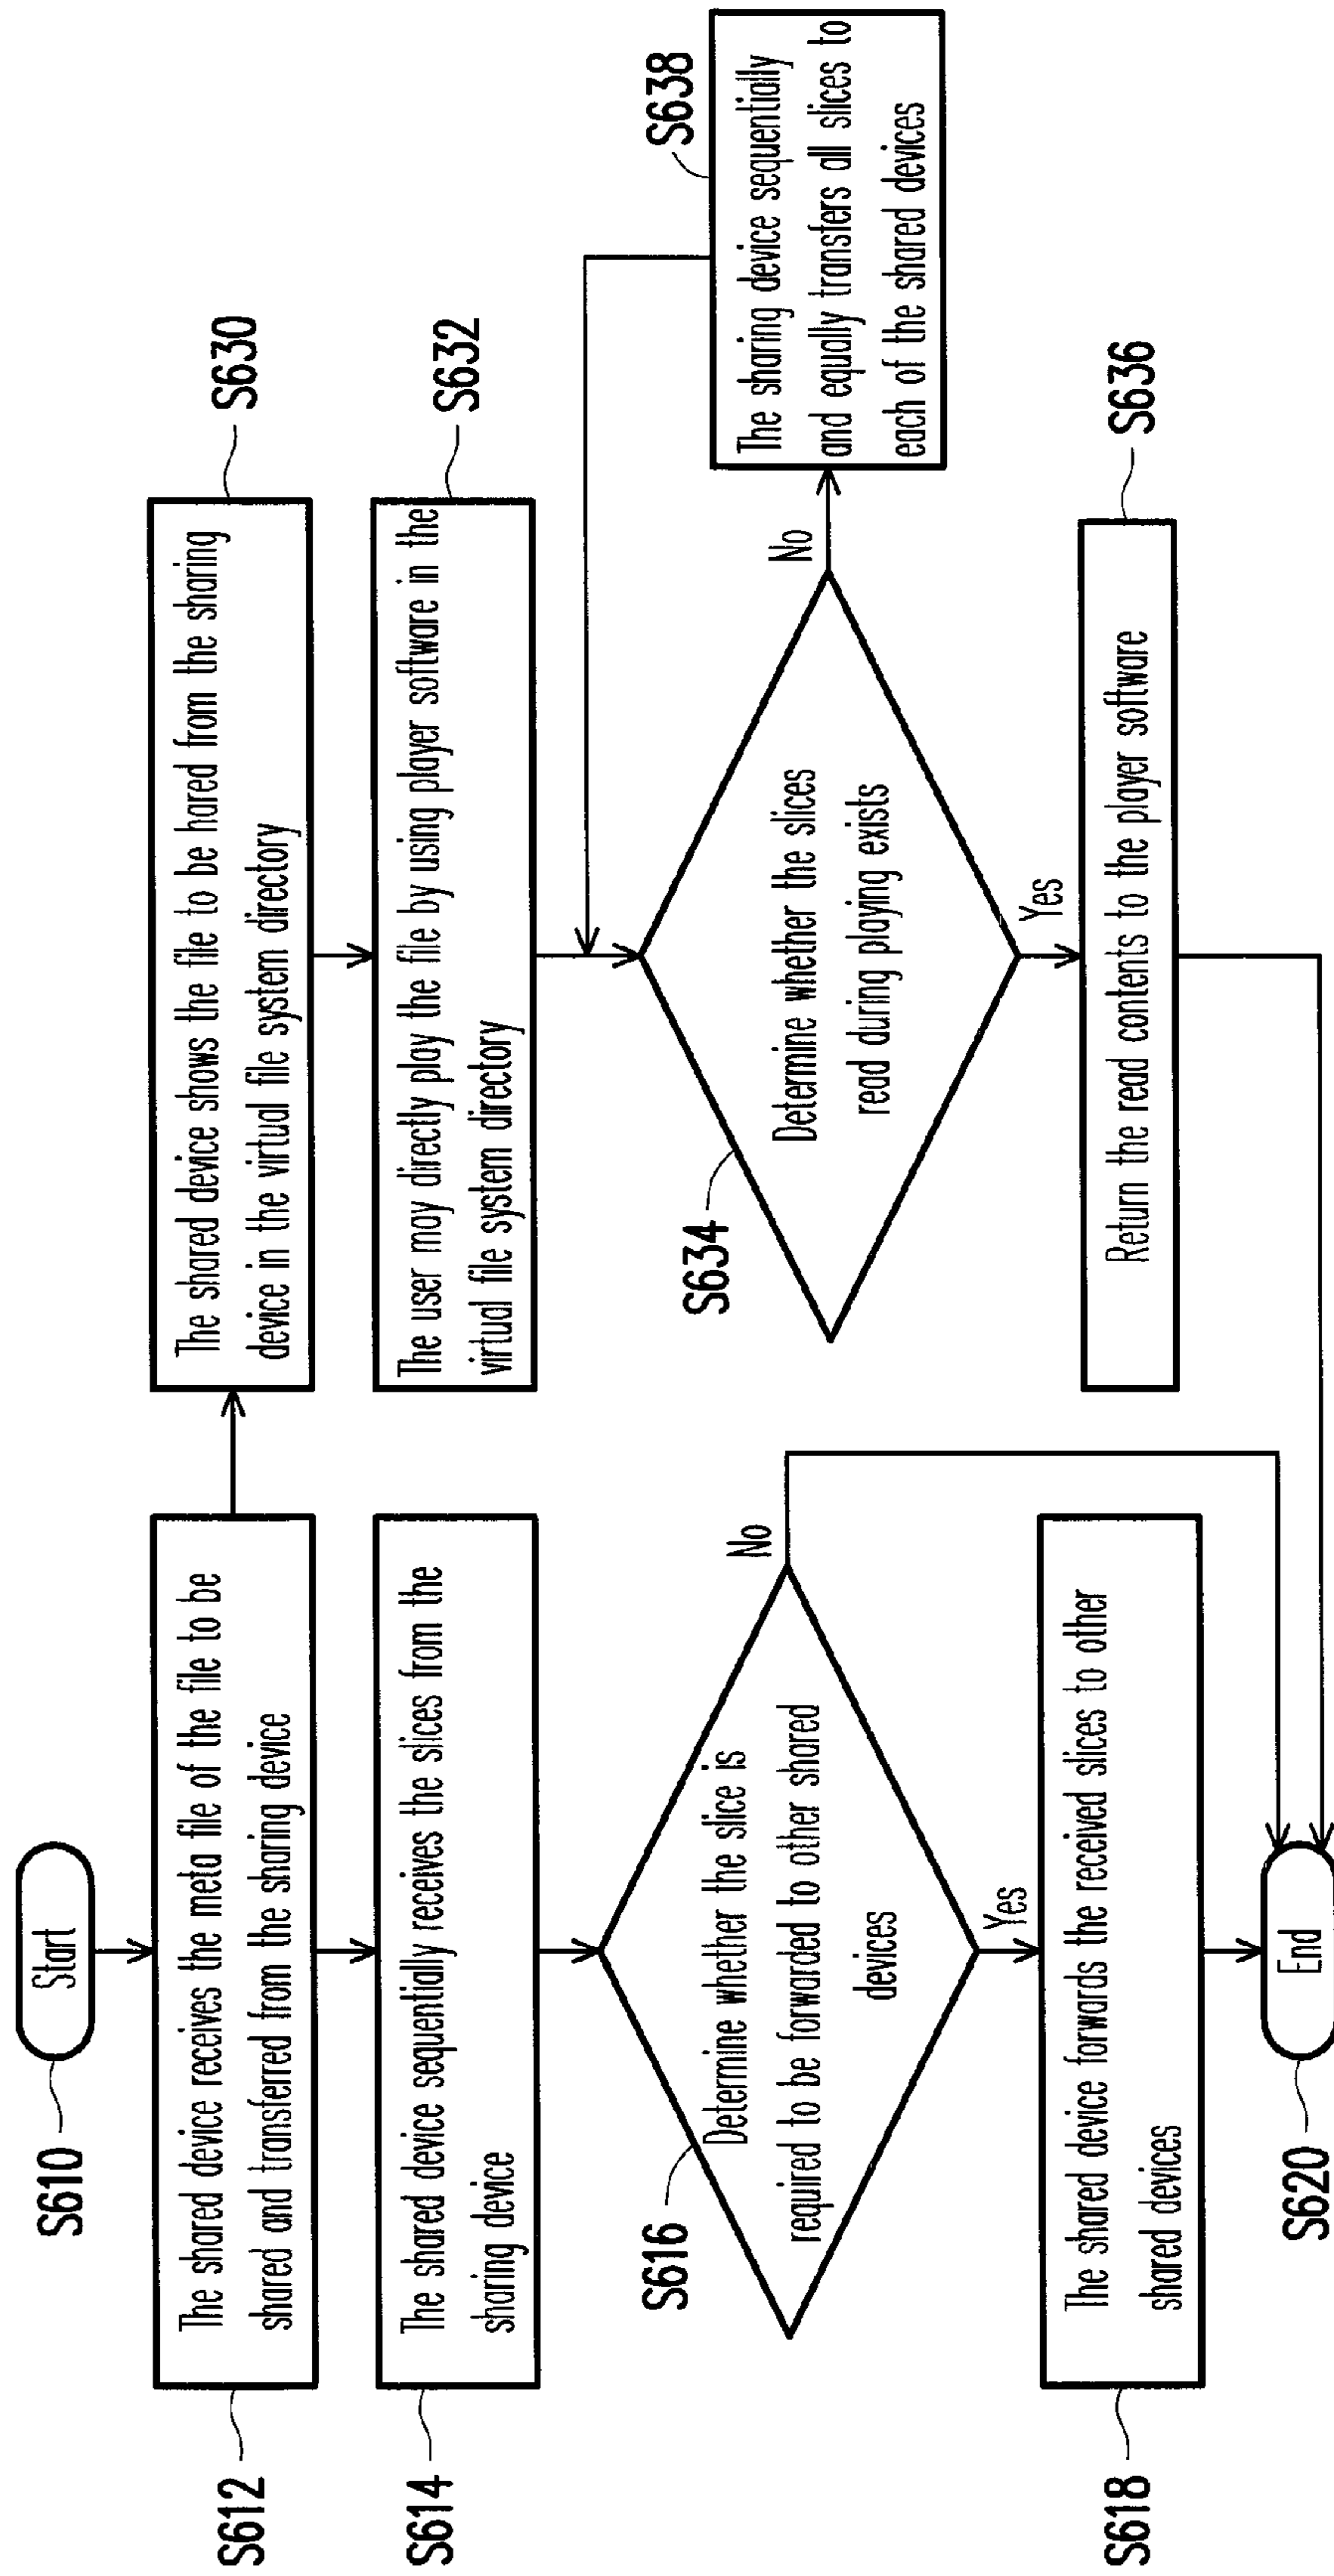 S610
Start
S612
The shared device receives the meta file of the file to be
shared and transferred from the sharing device
S614
The shared device sequentially receives the slices from the
sharing device
S616
Determine whether the slice is
required to be forwarded to other shared
devices
No
Yes
S618
The shared device forwards the received slices to other
shared devices
S620
End
S630
The shared device shows the file to be hared from the sharing
device in the virtual file system directory
S632
The user may directly play the file by using player software in the
virtual file system directory
S634
Determine whether the slices
read during playing exists
No
Yes
S638
The sharing device sequentially
and equally transfers all slices to
each of the shared devices
S636
Return the read contents to the player software